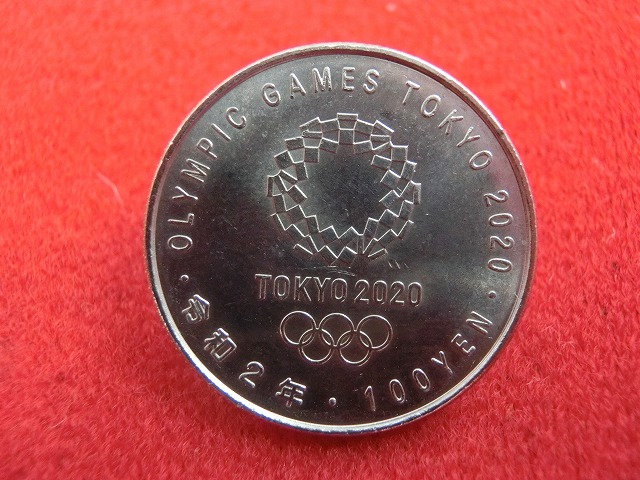 OLYMPIC GAMES TOKYO 2020
TOKYO 2020
令和2年・100YEN